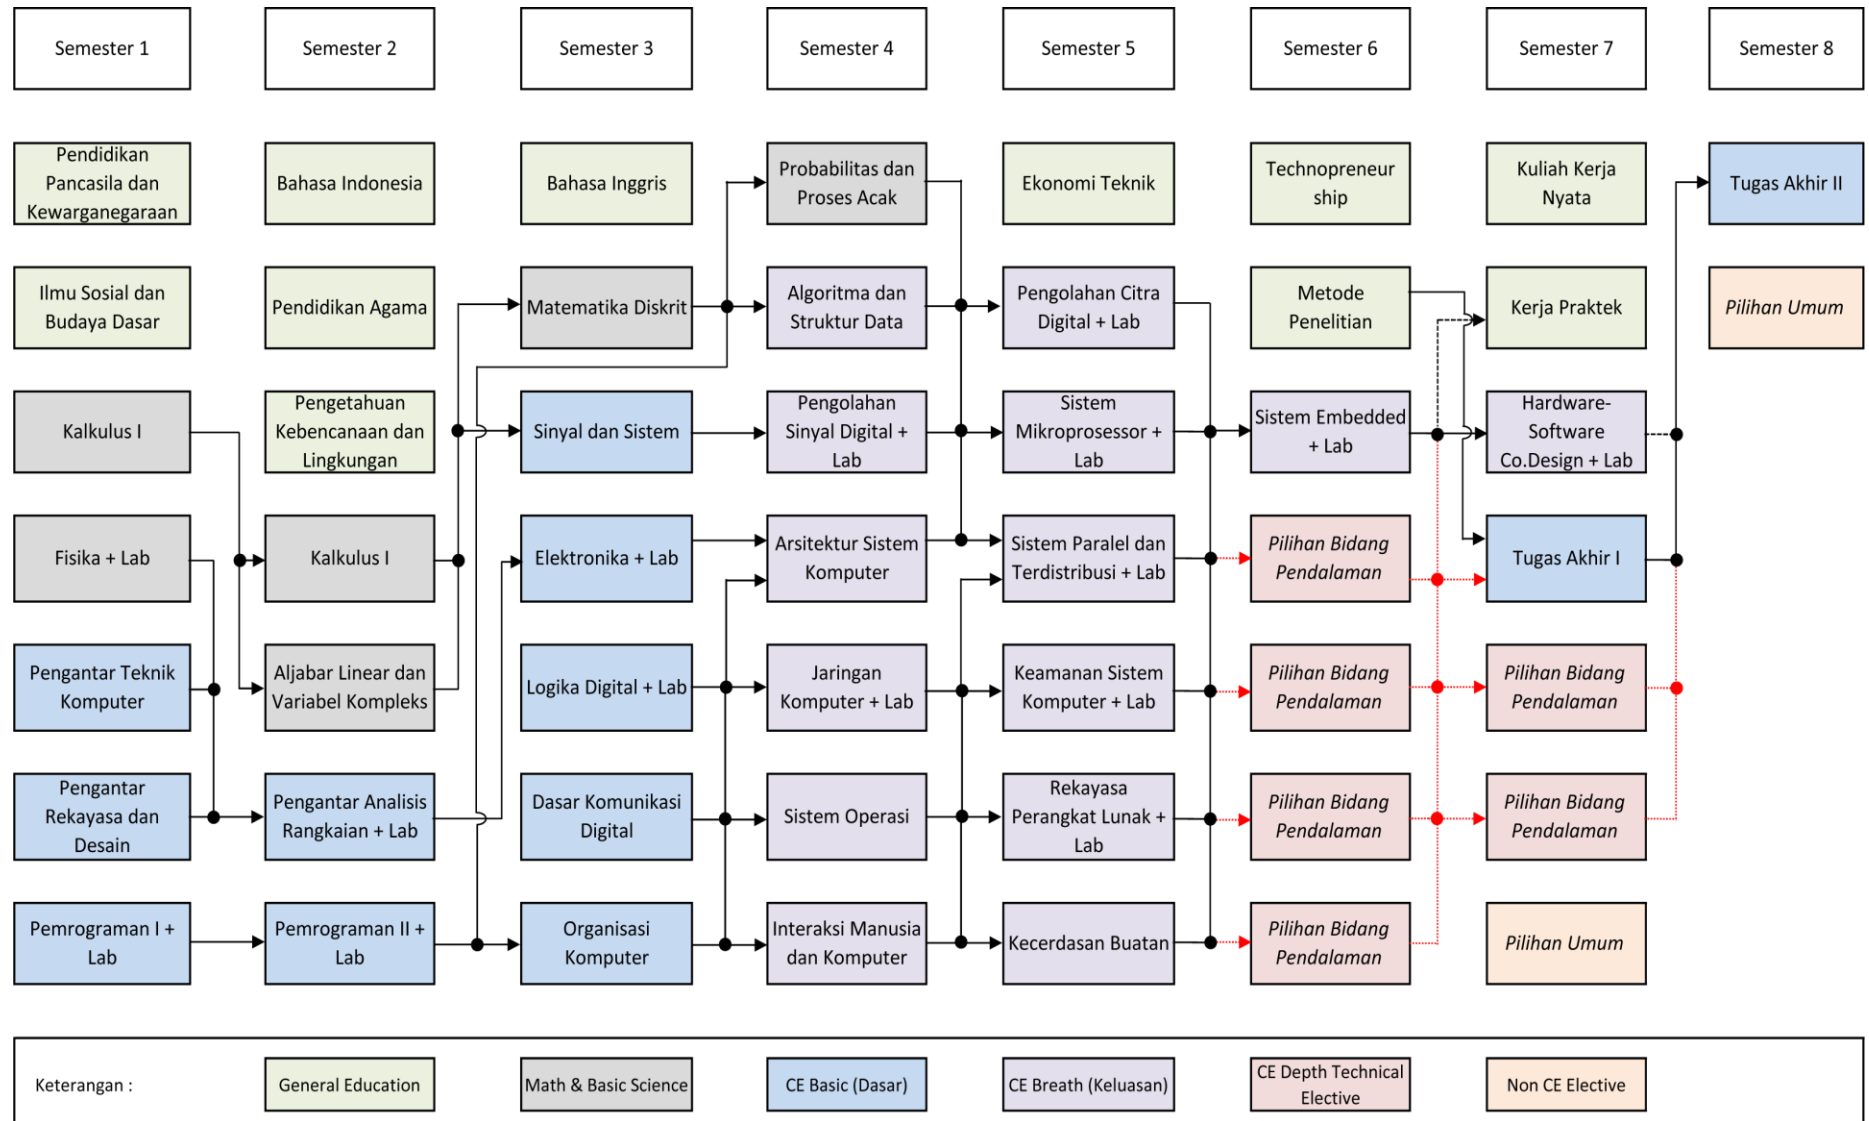 Semester 1
Semester 2
Semester 3
Semester 4
Semester 5
Semester 6
Semester 7
Semester 8
Pendidikan
Pancasila dan
Kewarganegaraan
Bahasa Indonesia
Bahasa Inggris
Probabilitas dan
Proses Acak
Ekonomi Teknik
Technopreneur
ship
Kuliah Kerja
Nyata
Tugas Akhir II
Ilmu Sosial dan
Budaya Dasar
Pendidikan Agama
Matematika Diskrit
Algoritma dan
Struktur Data
Pengolahan Citra
Digital + Lab
Metode
Penelitian
Kerja Praktek
Pilihan Umum
Kalkulus I
Pengetahuan
Kebencanaan dan
Lingkungan
Sinyal dan Sistem
Pengolahan
Sinyal Digital +
Lab
Sistem
Mikroprosessor +
Lab
Sistem Embedded
+ Lab
Hardware-
Software
Co.Design + Lab
Fisika + Lab
Kalkulus I
Elektronika + Lab
Arsitektur Sistem
Komputer
Sistem Paralel dan
Terdistribusi + Lab
Pilihan Bidang
Pendalaman
Tugas Akhir I
Pengantar Teknik
Komputer
Aljabar Linear dan
Variabel Kompleks
Logika Digital + Lab
Jaringan
Komputer + Lab
Keamanan Sistem
Komputer + Lab
Pilihan Bidang
Pendalaman
Pilihan Bidang
Pendalaman
Pengantar
Rekayasa dan
Desain
Pengantar Analisis
Rangkaian + Lab
Dasar Komunikasi
Digital
Sistem Operasi
Rekayasa
Perangkat Lunak +
Lab
Pilihan Bidang
Pendalaman
Pilihan Bidang
Pendalaman
Pemrograman I +
Lab
Pemrograman II +
Lab
Organisasi
Komputer
Interaksi Manusia
dan Komputer
Kecerdasan Buatan
Pilihan Bidang
Pendalaman
Pilihan Umum
Keterangan :
General Education
Math & Basic Science
CE Basic (Dasar)
CE Breath (Keluasan)
CE Depth Technical
Elective
Non CE Elective